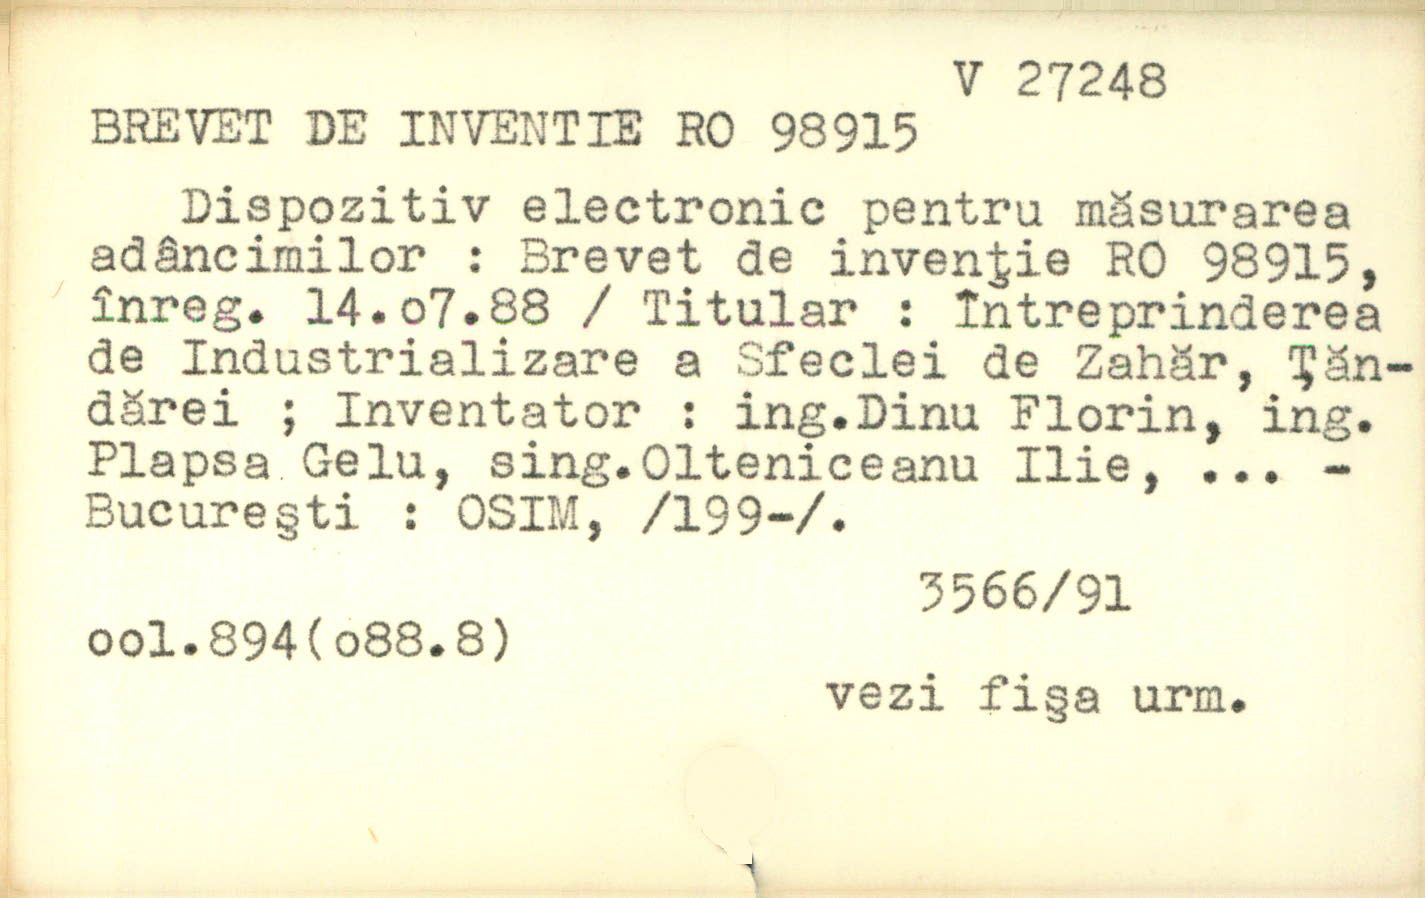 V 27248
BREVET DE INVENTIE RO 98915
Dispozitiv electronic pentru măsurarea
adâncimilor : Brevet de invenţie RO 98915,
înreg. 14.o7.88 / Titular : Întreprinderea
de Industrializare a Sfeclei de Zahăr, Ţăn-
dărei ; Inventator : ing.Dinu Florin, ing.
Plapsa Gelu, sing.Olteniceanu Ilie, ... -
Bucureşti : OSIM, /199-/.
3566/91
ool.894(o88.8)
vezi fişa urm.